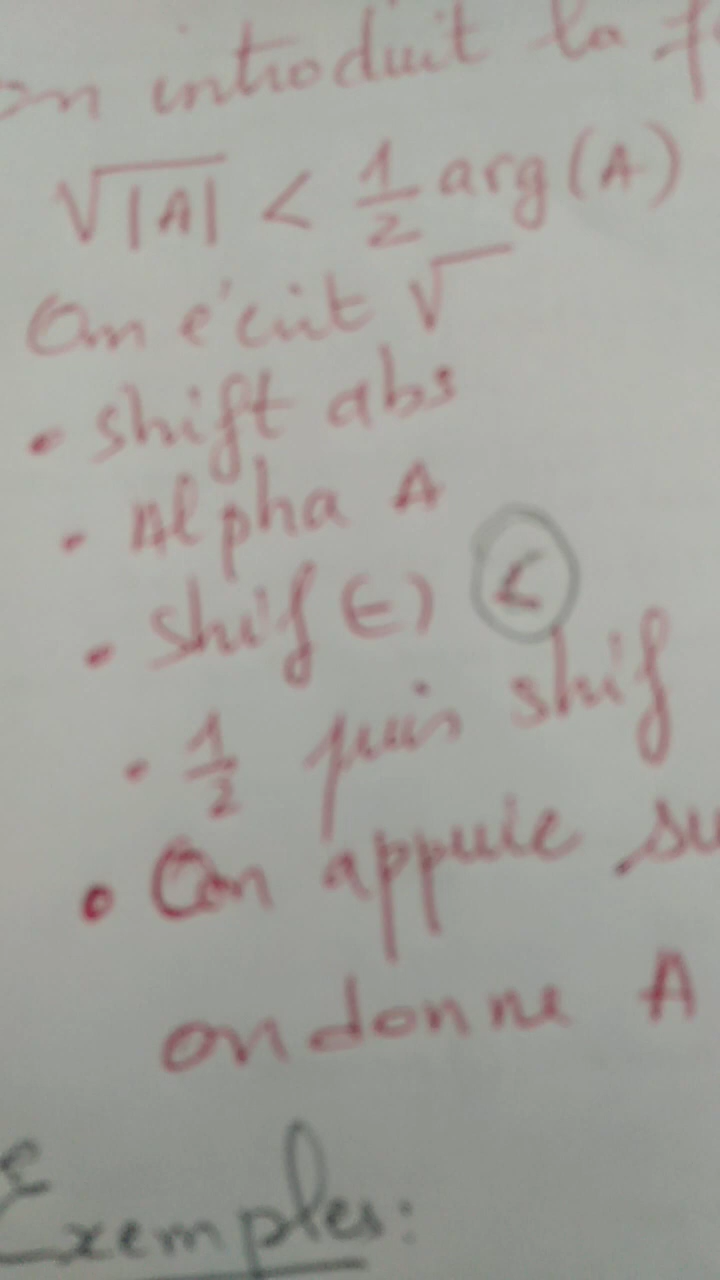 on introduit la f
√|A| < 1/2 arg(A)
On écrit √
• shift abs
• Alpha A
• shif (-) <
• 1/2 puis shif
• On appuie su
on donne A
Exemples: